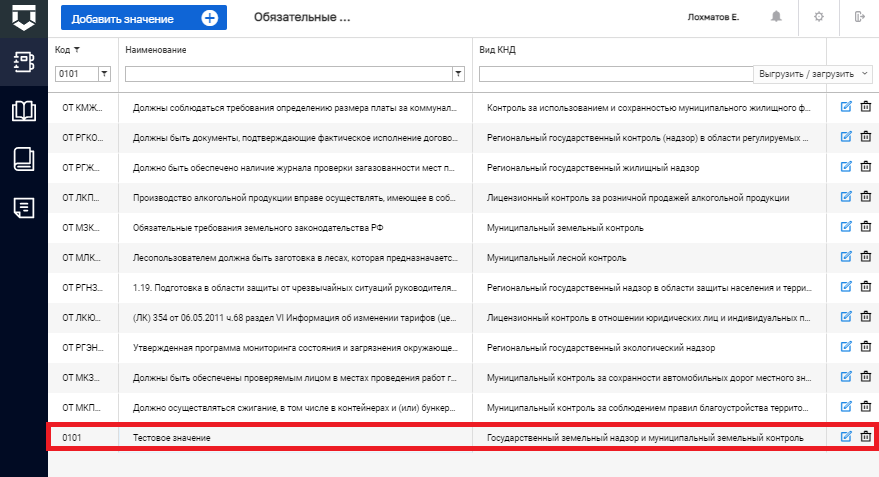 Добавить значение
Обязательные ...
Лохматов Е.
Код Наименование Вид КНД
0101 Выгрузить / загрузить
ОТ КМЖ... Должны соблюдаться требования определению размера платы за коммунал... Контроль за использованием и сохранностью муниципального жилищного ф...
ОТ РГКО... Должны быть документы, подтверждающие фактическое исполнение догово... Региональный государственный контроль (надзор) в области регулируемых ...
ОТ РГЖ... Должно быть обеспечено наличие журнала проверки загазованности мест п... Региональный государственный жилищный надзор
ОТ ЛКП... Производство алкогольной продукции вправе осуществлять, имеющее в соб... Лицензионный контроль за розничной продажей алкогольной продукции
ОТ МЗК... Обязательные требования земельного законодательства РФ Муниципальный земельный контроль
ОТ МЛК... Лесопользователем должна быть заготовка в лесах, которая предназначаетс... Муниципальный лесной контроль
ОТ РГНЗ... 1.19. Подготовка в области защиты от чрезвычайных ситуаций руководителя... Региональный государственный надзор в области защиты населения и терри...
ОТ ЛКЮ... (ЛК) 354 от 06.05.2011 ч.68 раздел VI Информация об изменении тарифов (це... Лицензионный контроль в отношении юридических лиц и индивидуальных п...
ОТ РГЭН... Утвержденная программа мониторинга состояния и загрязнения окружающе... Региональный государственный экологический надзор
ОТ МКЗ... Должны быть обеспечены проверяемым лицом в местах проведения работ г... Муниципальный контроль за сохранности автомобильных дорог местного зн...
ОТ МКП... Должно осуществляться сжигание, в том числе в контейнерах и (или) бункер... Муниципальный контроль за соблюдением правил благоустройства террито...
0101 Тестовое значение Государственный земельный надзор и муниципальный земельный контроль